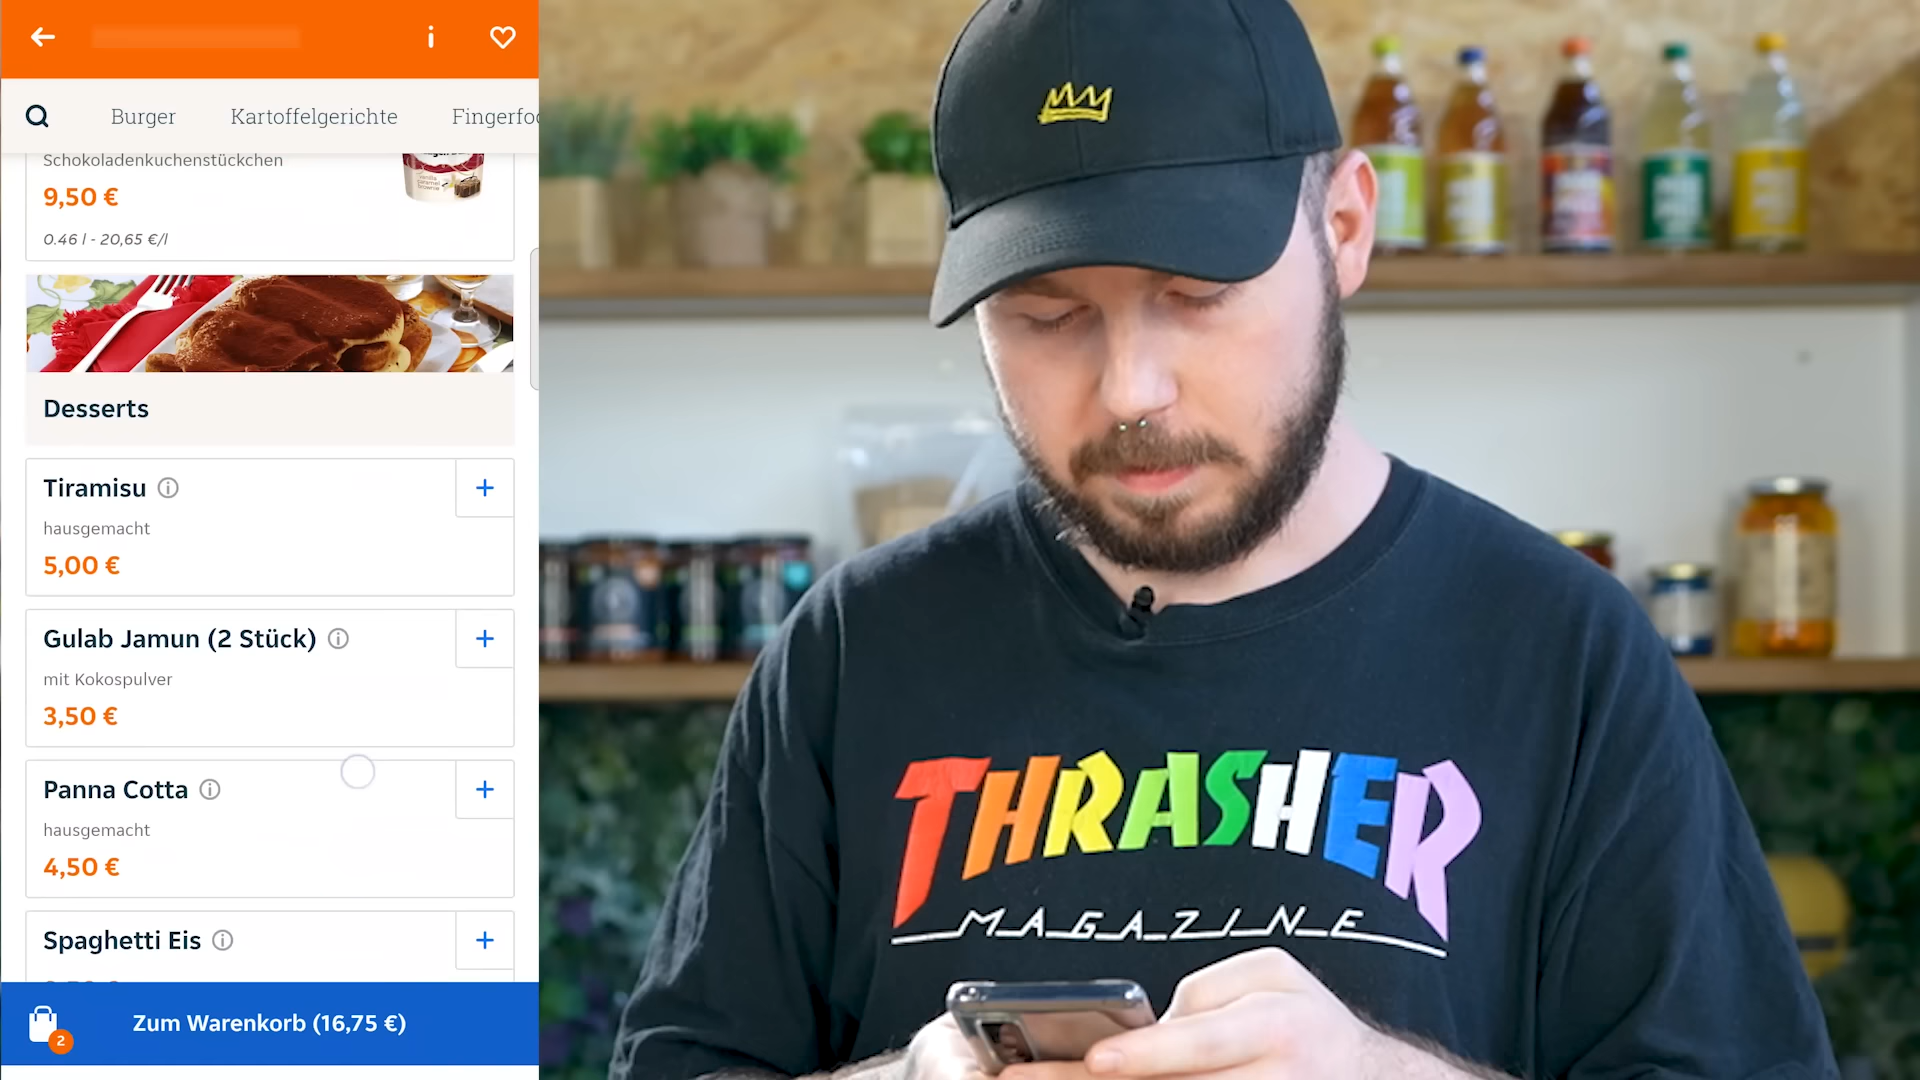 Burger Kartoffelgerichte Fingerfoo
Schokoladenkuchenstückchen
9,50 €
0.46 l - 20,65 €/l
Desserts
Tiramisu
hausgemacht
5,00 €
Gulab Jamun (2 Stück)
mit Kokospulver
3,50 €
Panna Cotta
hausgemacht
4,50 €
Spaghetti Eis
2
Zum Warenkorb (16,75 €)
THRASHER
MAGAZINE